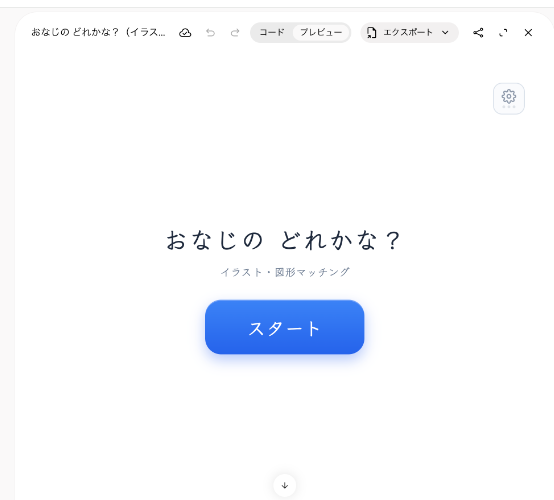 おなじの どれかな？（イラス...
コード
プレビュー
エクスポート
おなじの どれかな？
イラスト・図形マッチング
スタート